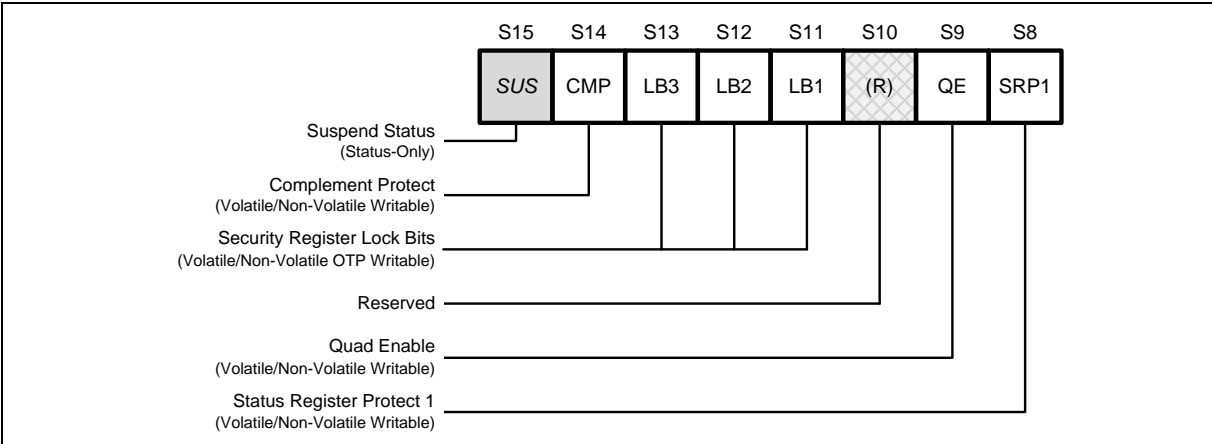 S15 S14 S13 S12 S11 S10 S9 S8
SUS CMP LB3 LB2 LB1 (R) QE SRP1
Suspend Status
(Status-Only)
Complement Protect
(Volatile/Non-Volatile Writable)
Security Register Lock Bits
(Volatile/Non-Volatile OTP Writable)
Reserved
Quad Enable
(Volatile/Non-Volatile Writable)
Status Register Protect 1
(Volatile/Non-Volatile Writable)